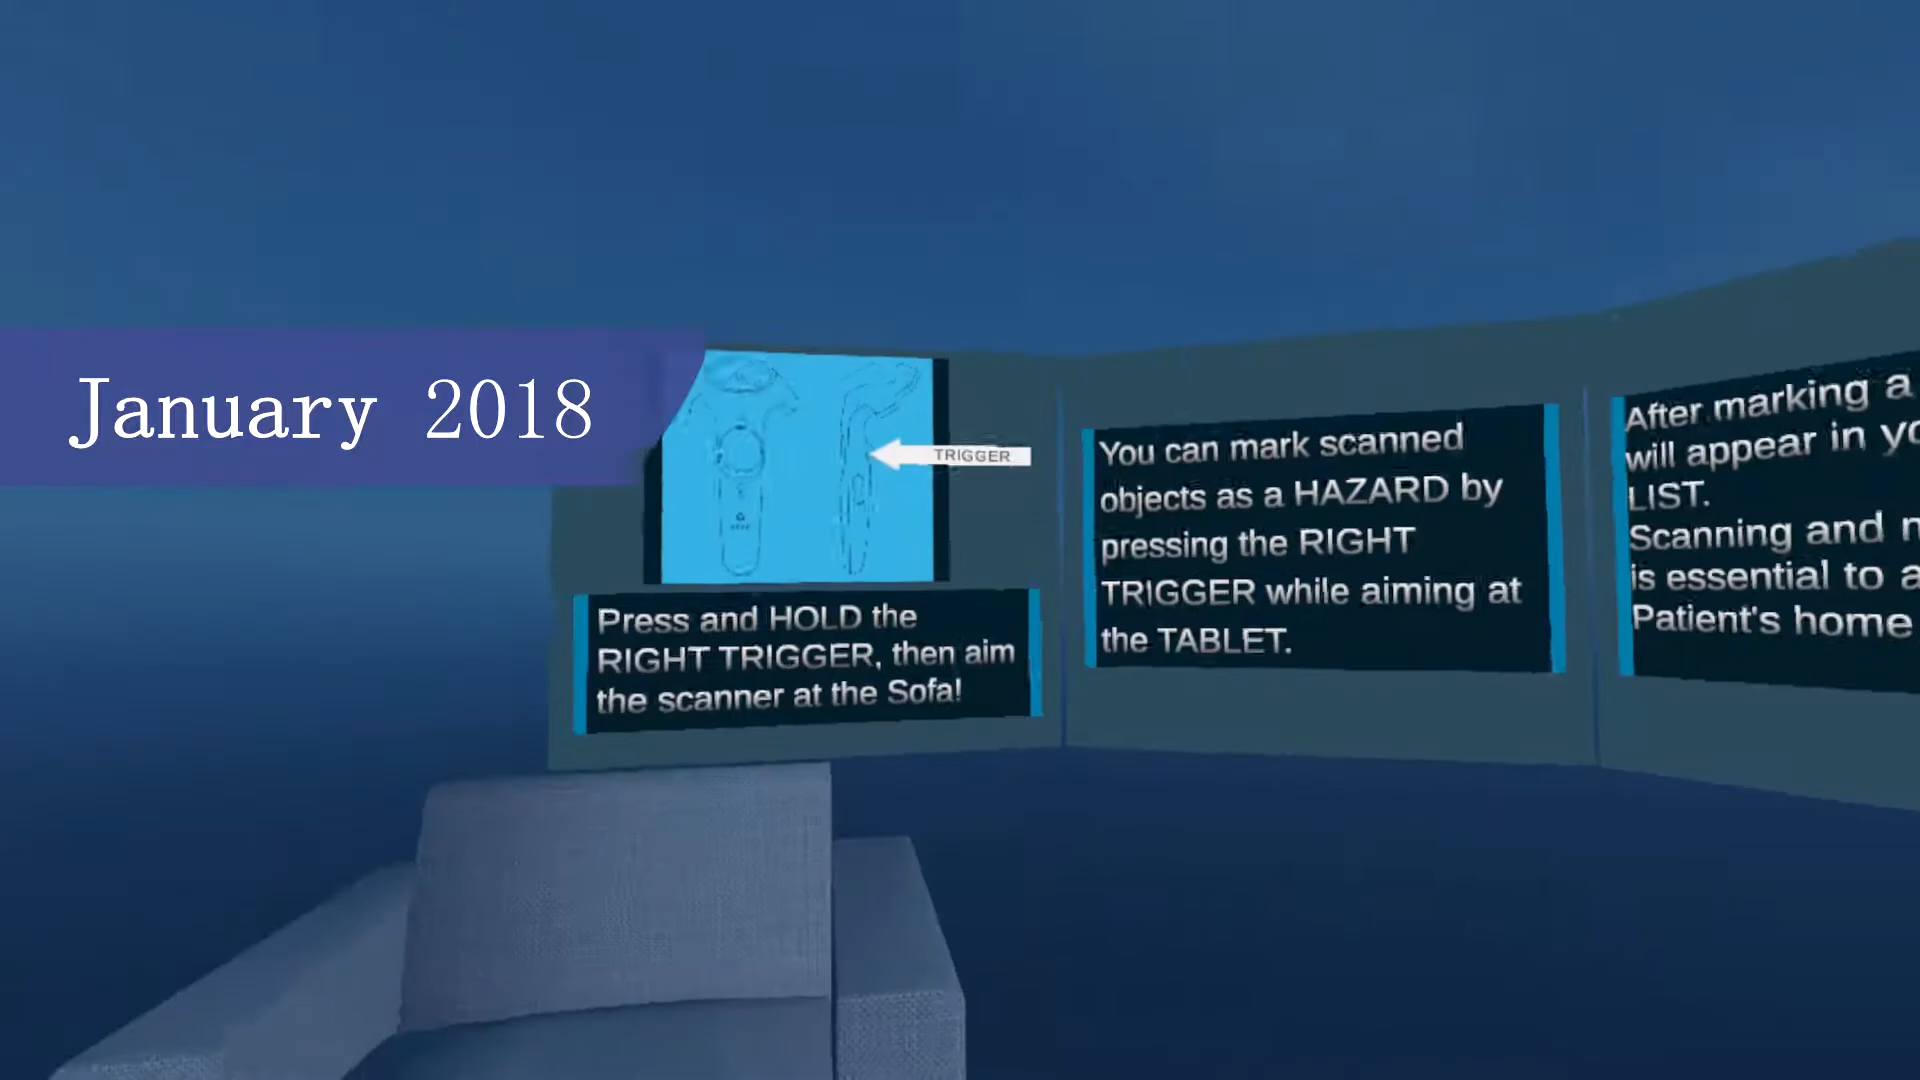 January 2018
TRIGGER
Press and HOLD the
RIGHT TRIGGER, then aim
the scanner at the Sofa!
You can mark scanned
objects as a HAZARD by
pressing the RIGHT
TRIGGER while aiming at
the TABLET.
After marking a
will appear in
LIST.
Scanning and
is essential to
Patient's home